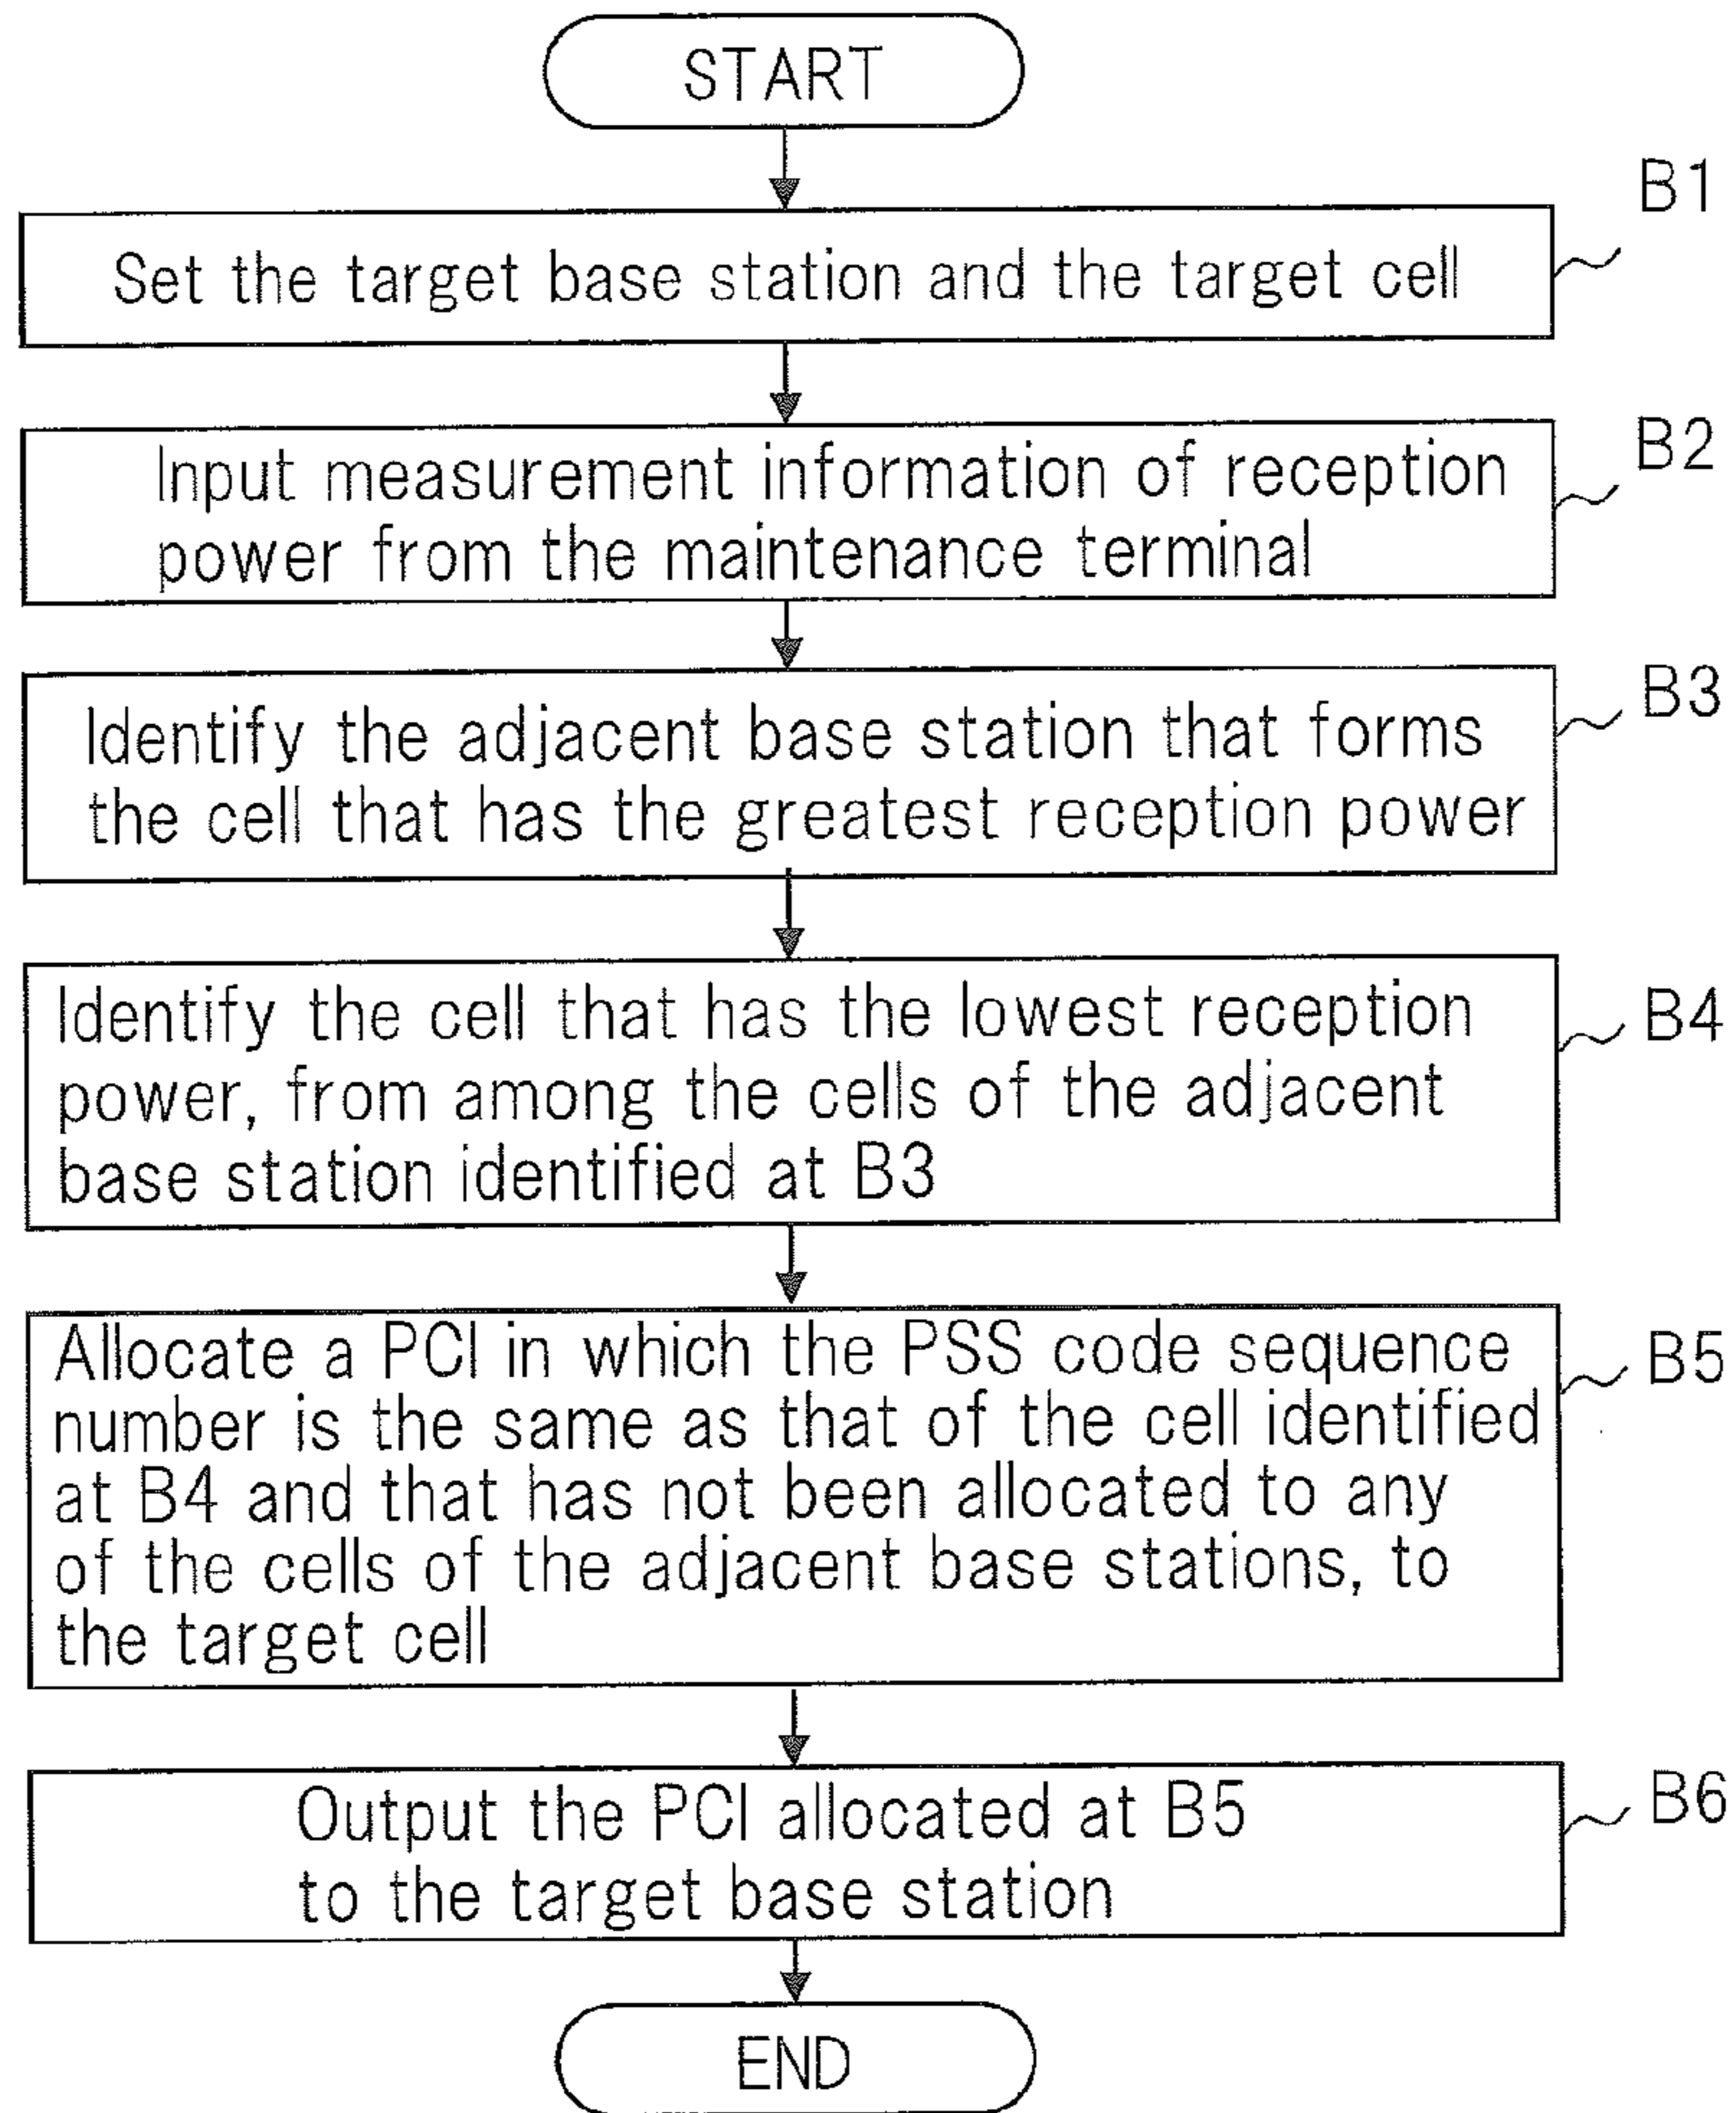 START
B1
Set the target base station and the target cell
B2
Input measurement information of reception
power from the maintenance terminal
B3
Identify the adjacent base station that forms
the cell that has the greatest reception power
B4
Identify the cell that has the lowest reception
power, from among the cells of the adjacent
base station identified at B3
B5
Allocate a PCI in which the PSS code sequence
number is the same as that of the cell identified
at B4 and that has not been allocated to any
of the cells of the adjacent base stations, to
the target cell
B6
Output the PCI allocated at B5
to the target base station
END